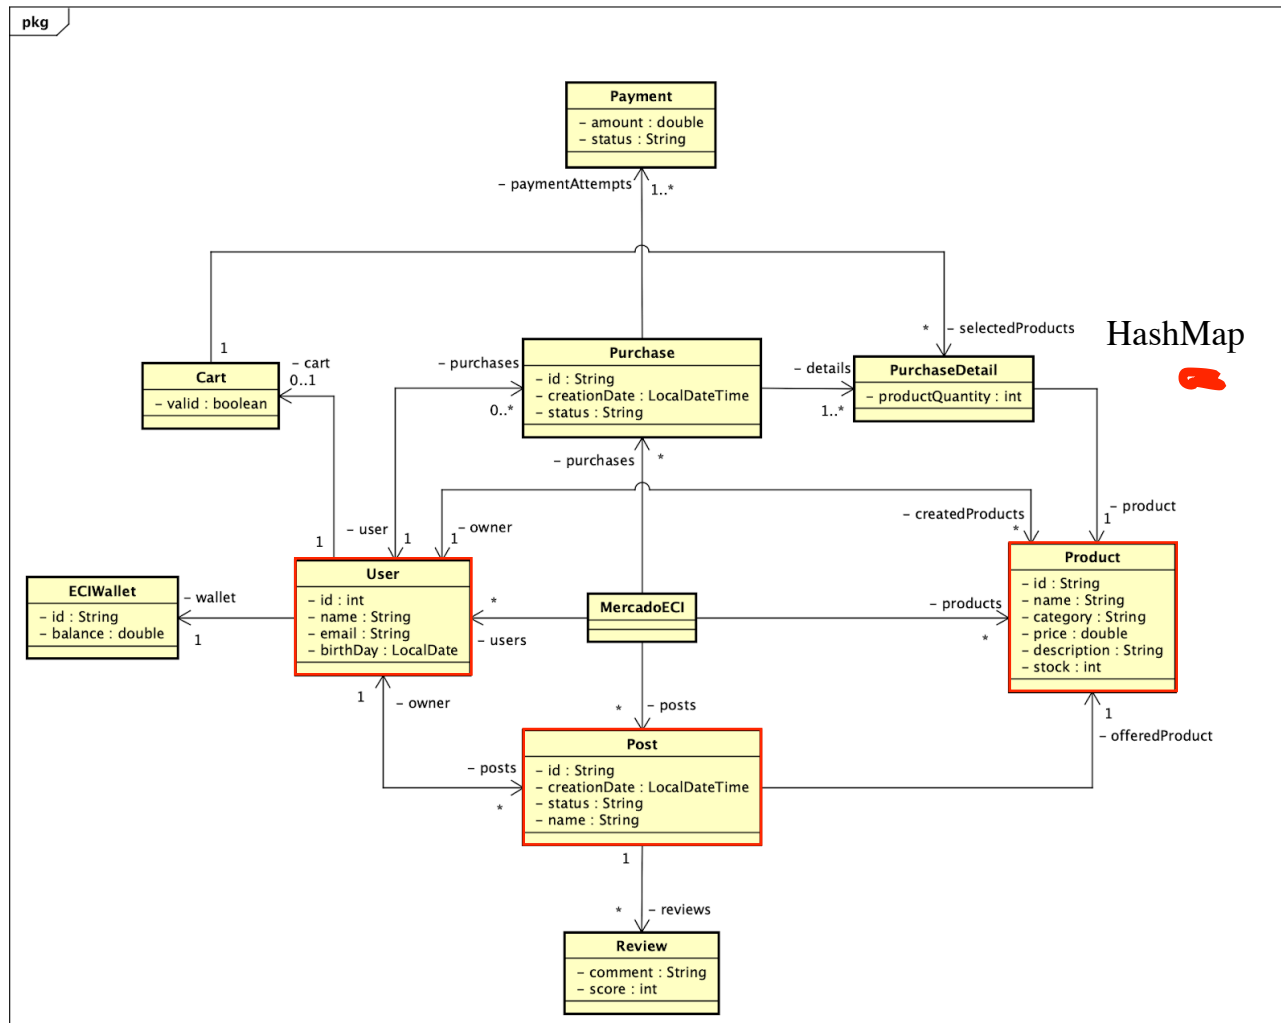 pkg
Payment
- amount : double
- status : String
- paymentAttempts
1..*
1
* - selectedProducts
HashMap
- cart
0..1
Cart
- valid : boolean
- purchases
0..*
Purchase
- id : String
- creationDate : LocalDateTime
- status : String
- details
1..*
PurchaseDetail
- productQuantity : int
- purchases *
- user
1
1
- owner
1
- createdProducts
*
- product
1
ECIWallet
- id : String
- balance : double
- wallet
1
User
- id : int
- name : String
- email : String
- birthDay : LocalDate
*
- users
MercadoECI
- products
*
Product
- id : String
- name : String
- category : String
- price : double
- description : String
- stock : int
1
- owner
* - posts
1
- offeredProduct
- posts
*
Post
- id : String
- creationDate : LocalDateTime
- status : String
- name : String
1
* - reviews
Review
- comment : String
- score : int